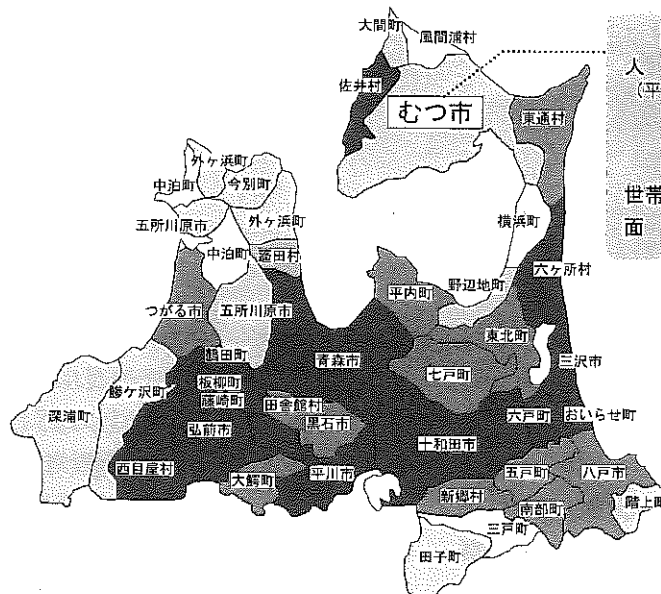 大間町
風間浦村
佐井村
むつ市
東通村
人
(平
世帯
面
外ヶ浜町
中泊町
今別町
五所川原市
外ヶ浜町
中泊町
蓬田村
横浜町
六ヶ所村
野辺地町
平内町
つがる市
五所川原市
東北町
鶴田町
青森市
三沢市
七戸町
板柳町
鰺ヶ沢町
藤崎町
田舎館村
深浦町
六戸町
おいらせ町
黒石市
弘前市
十和田市
西目屋村
大鰐町
平川市
五戸町
八戸市
新郷村
南部町
階上町
三戸町
田子町